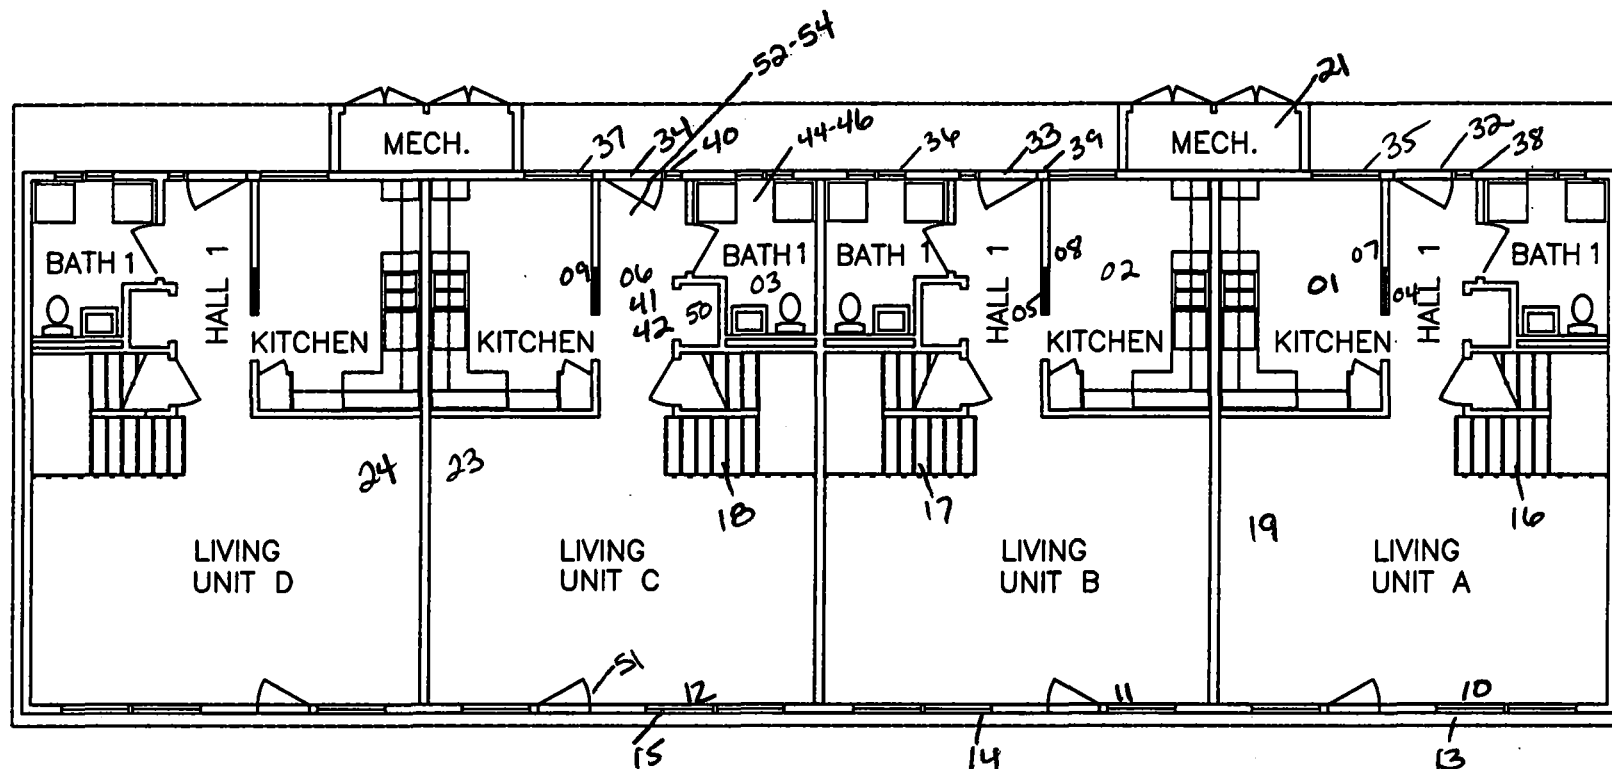 52-54
21
MECH.
37
34
40
44-46
36
33
39
MECH.
35
32
38
BATH 1
HALL 1
KITCHEN
KITCHEN
09
06
41
42
50
BATH 1
03
BATH 1
HALL 1
05
08
02
KITCHEN
01
KITCHEN
07
04
HALL 1
BATH 1
24
23
18
17
19
16
LIVING
UNIT D
LIVING
UNIT C
LIVING
UNIT B
LIVING
UNIT A
51
12
11
10
15
14
13